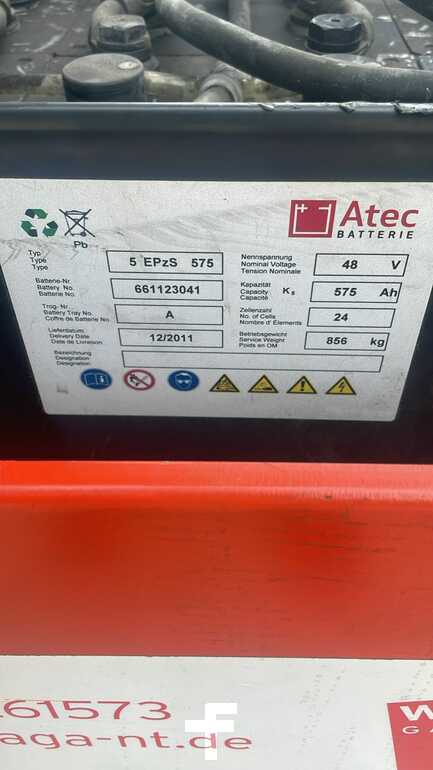 Atec
BATTERIE
Pb
Typ
Type
Type
5 EPzS 575
Nennspannung
Nominal Voltage
Tension Nominale
48 V
Batterie-Nr.
Battery No.
Batterie No.
661123041
Kapazität
Capacity
Capacité
K5
575 Ah
Trog-Nr.
Battery Tray No.
Coffre de Batterie No.
A
Zellenzahl
No. of Cells
Nombre d' Elements
24
Lieferdatum
Delivery Date
Date de Livraison
12/2011
Betriebsgewicht
Service Weight
Poids en OM
856 kg
Bezeichnung
Designation
Designation
61573
aga-nt.de